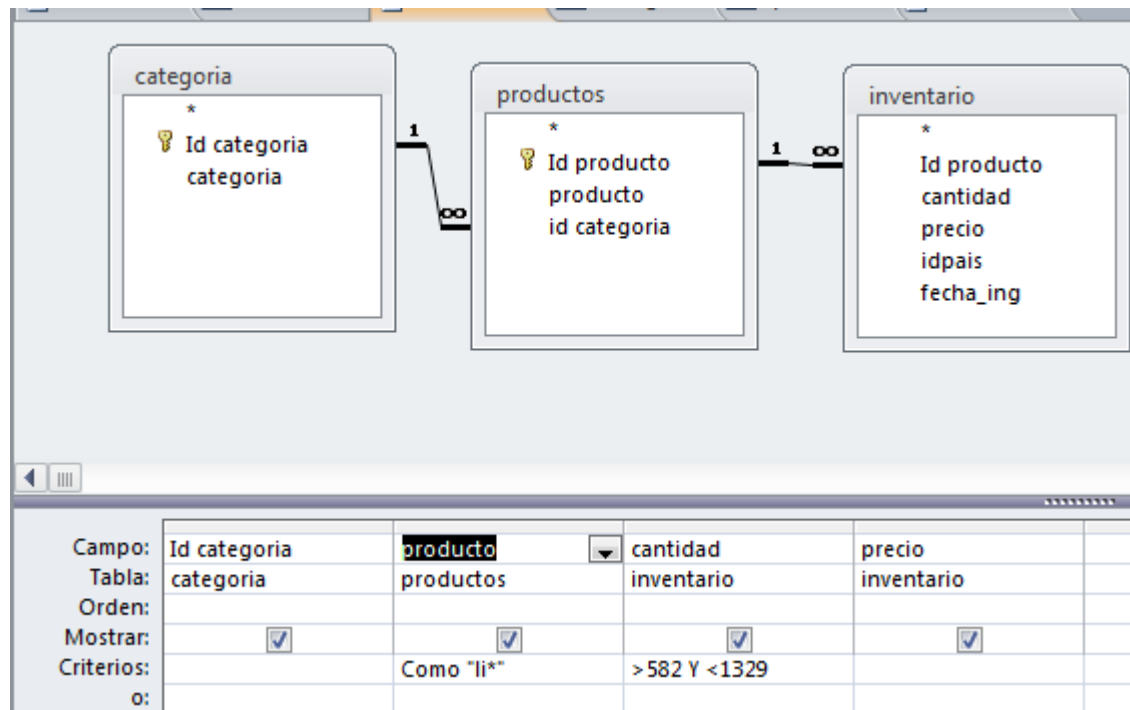 categoria
*
Id categoria
categoria
1
∞
productos
*
Id producto
producto
id categoria
1
∞
inventario
*
Id producto
cantidad
precio
idpais
fecha_ing
Campo: Id categoria producto cantidad precio
Tabla: categoria productos inventario inventario
Orden:
Mostrar:
Criterios: Como "li*" >582 Y <1329
o: